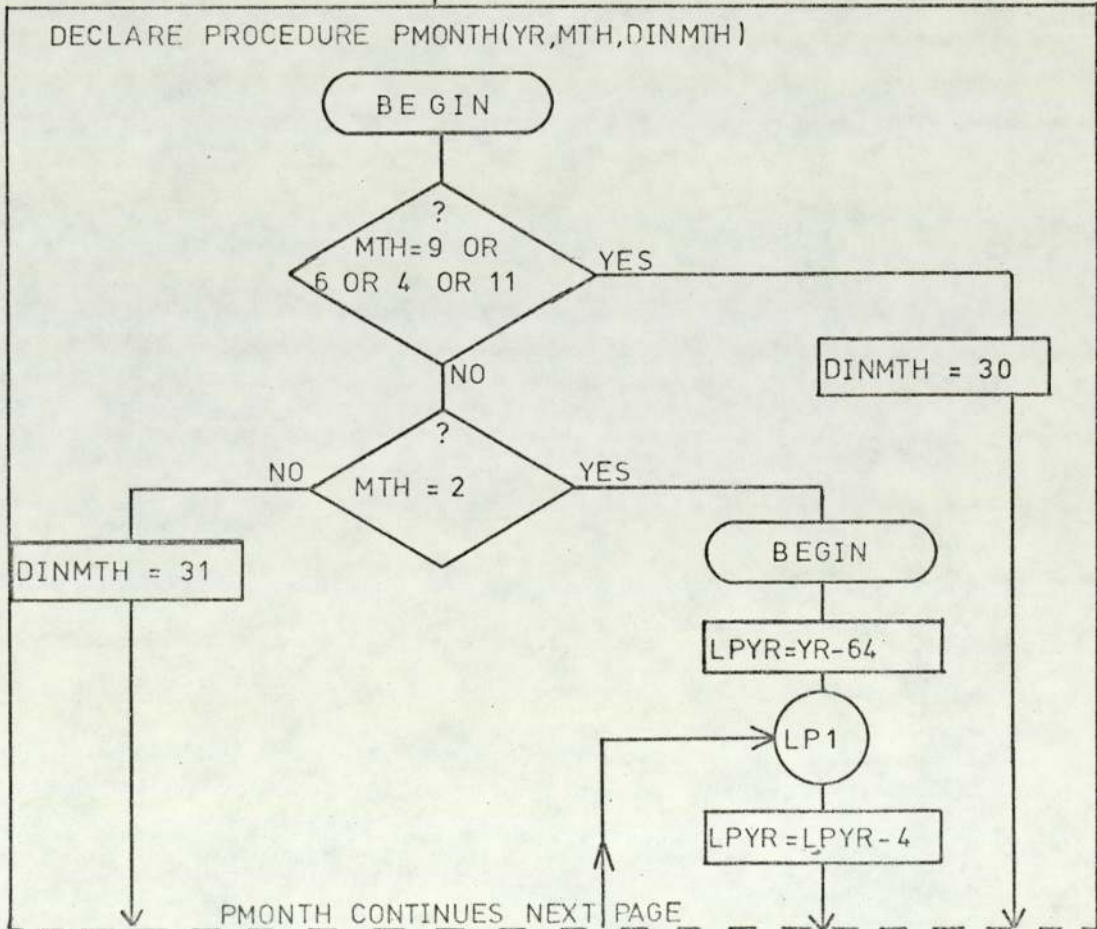 DECLARE PROCEDURE PMONTH(YR,MTH,DINMTH)
BEGIN
?
MTH=9 OR
6 OR 4 OR 11
YES
NO
DINMTH = 30
?
MTH = 2
NO
YES
DINMTH = 31
BEGIN
LPYR=YR-64
LP1
LPYR=LPYR-4
PMONTH CONTINUES NEXT PAGE